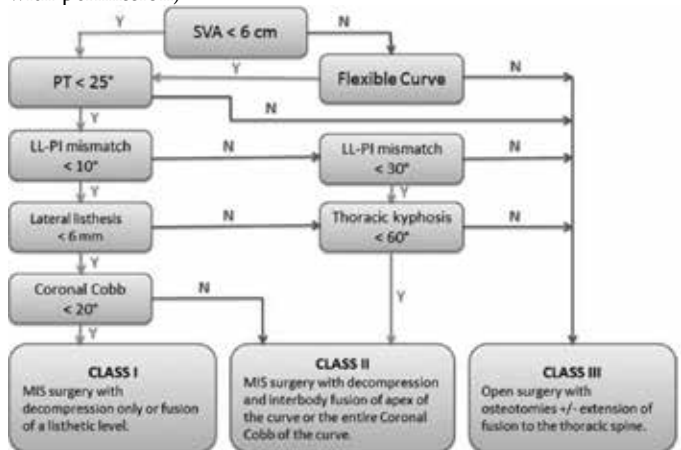 SVA < 6 cm
Y
N
PT < 25°
Y
Flexible Curve
N
N
Y
LL-PI mismatch
< 10°
N
LL-PI mismatch
< 30°
N
Y
Y
Lateral listhesis
< 6 mm
N
Thoracic kyphosis
< 60°
N
Y
Coronal Cobb
< 20°
N
Y
Y
CLASS I
MIS surgery with
decompression only or fusion
of a listhetic level.
CLASS II
MIS surgery with decompression
and interbody fusion of apex of
the curve or the entire Coronal
Cobb of the curve.
CLASS III
Open surgery with
osteotomies +/- extension of
fusion to the thoracic spine.